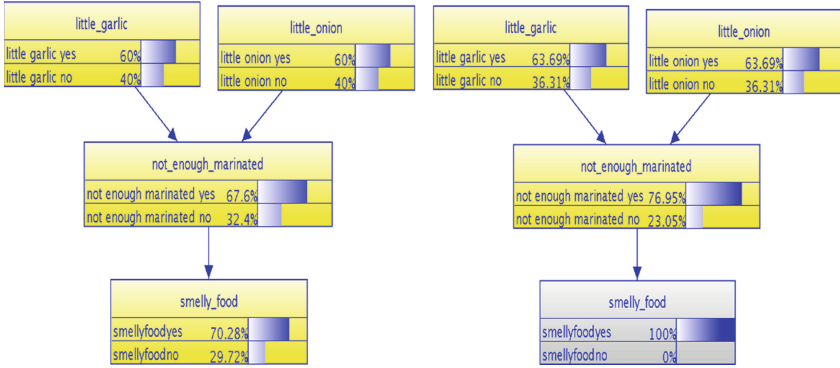 little_garlic
little garlic yes 60%
little garlic no 40%
little_onion
little onion yes 60%
little onion no 40%
not_enough_marinated
not enough marinated yes 67.6%
not enough marinated no 32.4%
smelly_food
smellyfoodyes 70.28%
smellyfoodno 29.72%
little_garlic
little garlic yes 63.69%
little garlic no 36.31%
little_onion
little onion yes 63.69%
little onion no 36.31%
not_enough_marinated
not enough marinated yes 76.95%
not enough marinated no 23.05%
smelly_food
smellyfoodyes 100%
smellyfoodno 0%